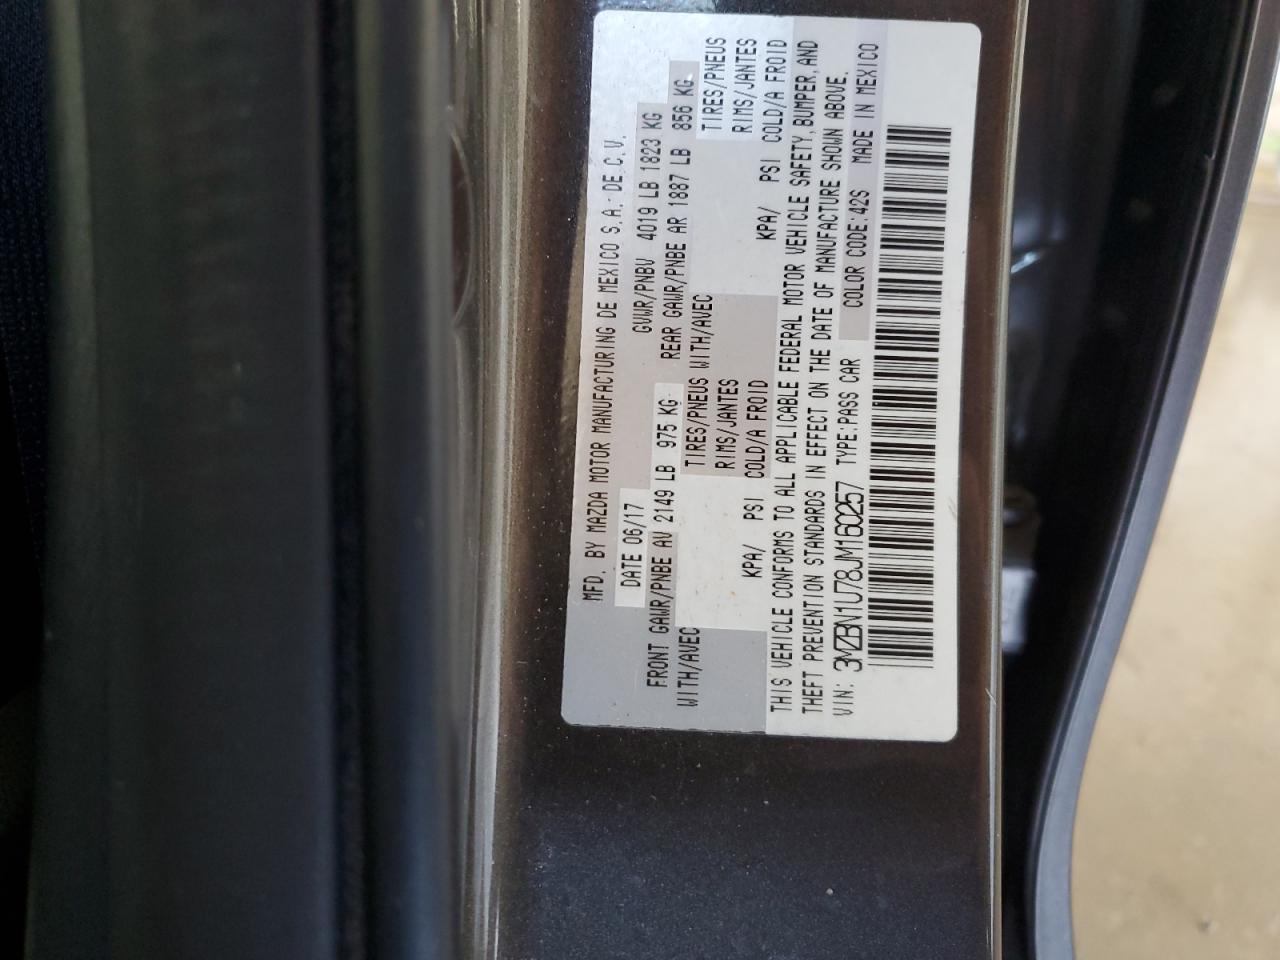 MFD. BY MAZDA MOTOR MANUFACTURING DE MEXICO S.A. DE C.V.
DATE 06/17 GVWR/PNBV 4019 LB 1823 KG
FRONT GAWR/PNBE AV 2149 LB 975 KG REAR GAWR/PNBE AR 1887 LB 856 KG
WITH/AVEC TIRES/PNEUS WITH/AVEC TIRES/PNEUS
RIMS/JANTES RIMS/JANTES
KPA/ PSI COLD/A FROID KPA/ PSI COLD/A FROID
THIS VEHICLE CONFORMS TO ALL APPLICABLE FEDERAL MOTOR VEHICLE SAFETY, BUMPER, AND
THEFT PREVENTION STANDARDS IN EFFECT ON THE DATE OF MANUFACTURE SHOWN ABOVE.
VIN: 3MZBN1U78JM160257 TYPE:PASS CAR COLOR CODE:42S MADE IN MEXICO